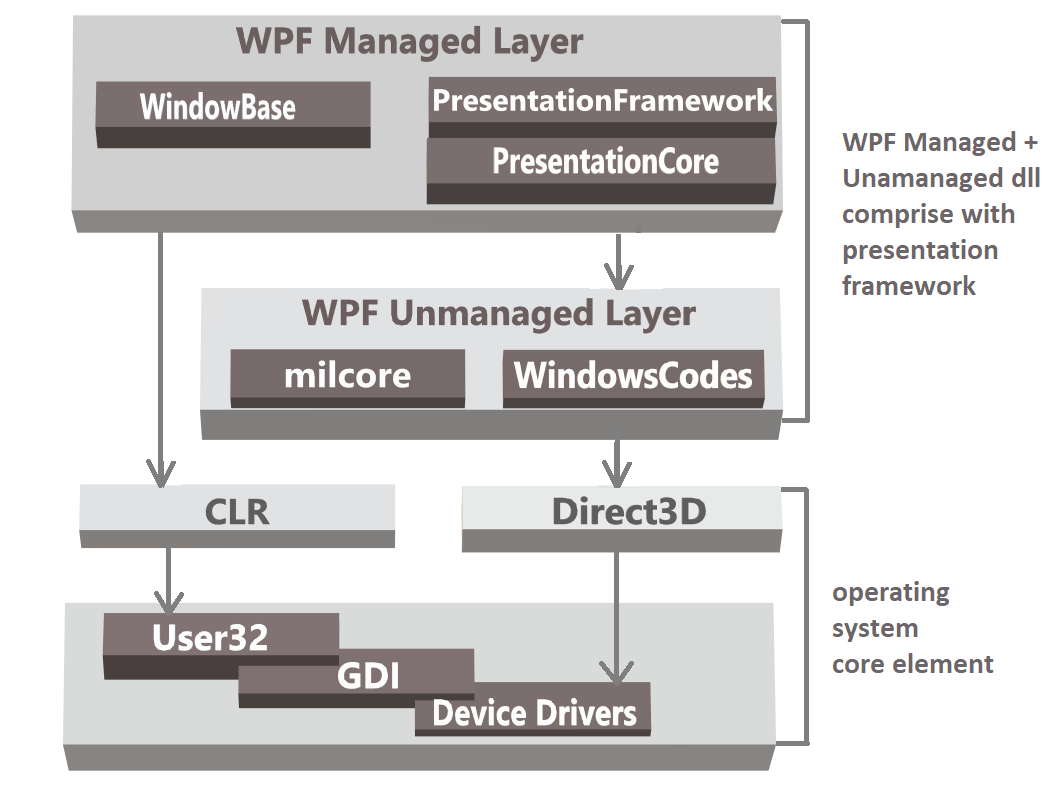 WPF Managed Layer
WindowBase
PresentationFramework
PresentationCore
WPF Managed +
Unamanaged dll
comprise with
presentation
framework
WPF Unmanaged Layer
milcore
WindowsCodes
CLR
Direct3D
User32
GDI
Device Drivers
operating
system
core element